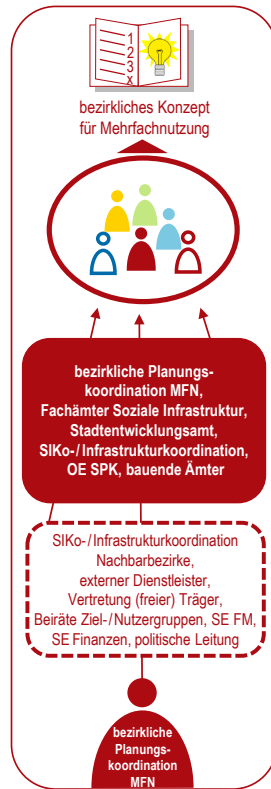 1
2
3
x
bezirkliches Konzept
für Mehrfachnutzung
bezirkliche Planungs-
koordination MFN,
Fachämter Soziale Infrastruktur,
Stadtentwicklungsamt,
SIKo-/Infrastrukturkoordination,
OE SPK, bauende Ämter
SIKo-/Infrastrukturkoordination
Nachbarbezirke,
externer Dienstleister,
Vertretung (freier) Träger,
Beiräte Ziel-/Nutzergruppen, SE FM,
SE Finanzen, politische Leitung
bezirkliche
Planungs-
koordination
MFN